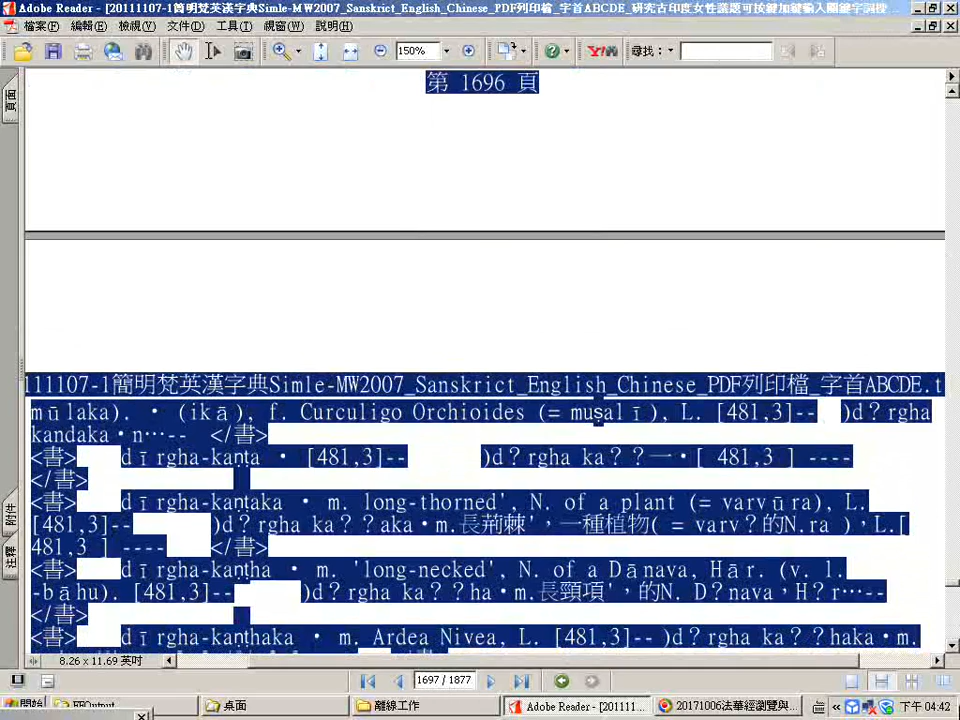 Adobe Reader - [20111107-1簡明梵英漢字典Simle-MW2007_Sanskrict_English_Chinese_PDF列印檔_字首ABCDE_研究古印度女性議題可按鍵加鍵輸入關鍵字詞搜
檔案(F) 編輯(E) 檢視(V) 文件(D) 工具(T) 視窗(W) 說明(H)
150% Y! 尋找:
頁面
第 1696 頁
111107-1簡明梵英漢字典Simle-MW2007_Sanskrict_English_Chinese_PDF列印檔_字首ABCDE.t
mūlaka). • (ikā), f. Curculigo Orchioides (= muṣalī), L. [481,3]-- )d?rgha
kandaka•n…-- </書>
<書> dīrgha-kaṇta • [481,3]-- )d?rgha ka??一•[ 481,3 ] ----
</書>
<書> dīrgha-kaṇtaka • m. long-thorned', N. of a plant (= varvūra), L.
[481,3]-- )d?rgha ka??aka•m.長荊棘',一種植物( = varv?的N.ra ),L.[
481,3 ] ---- </書>
<書> dīrgha-kaṇtha • m. 'long-necked', N. of a Dānava, Hār. (v. l.
-bāhu). [481,3]-- )d?rgha ka??ha•m.長頸項',的N. D?nava,H?r…--
</書>
<書> dīrgha-kaṇthaka • m. Ardea Nivea, L. [481,3]-- )d?rgha ka??haka•m.
附件
注釋
8.26 x 11.69 英吋
1697 / 1877
開始 FFOutput 桌面 離線工作 Adobe Reader - [201111... 20171006法華經瀏覽與... 下午 04:42